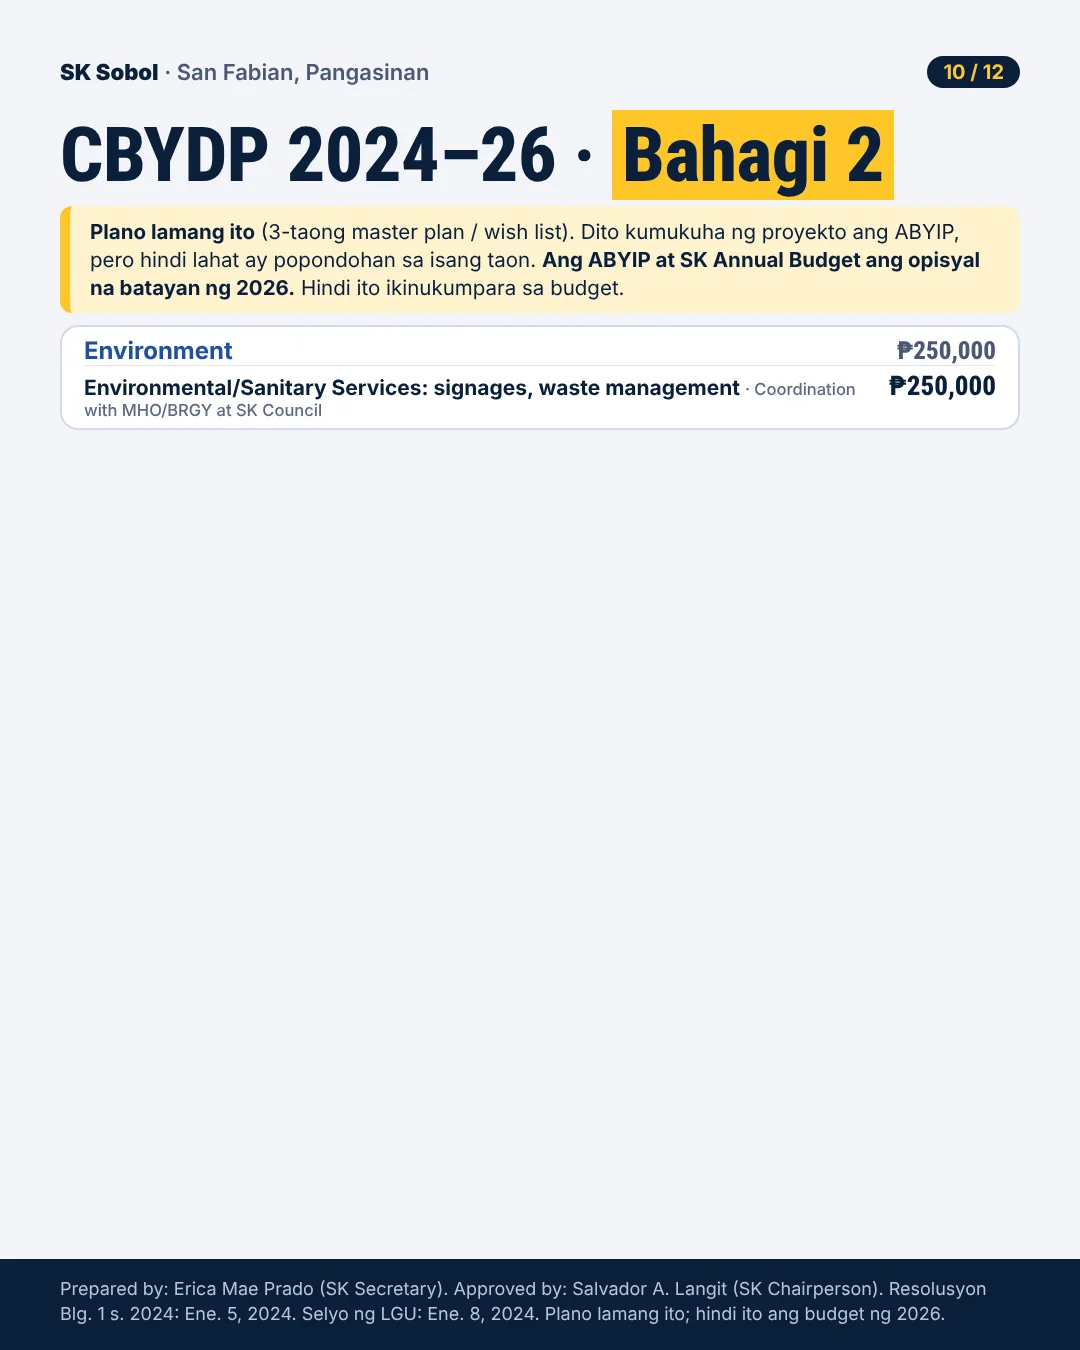 SK Sobol · San Fabian, Pangasinan
10 / 12
CBYDP 2024–26 · Bahagi 2
Plano lamang ito (3-taong master plan / wish list). Dito kumukuha ng proyekto ang ABYIP,
pero hindi lahat ay popondohan sa isang taon. Ang ABYIP at SK Annual Budget ang opisyal
na batayan ng 2026. Hindi ito ikinukumpara sa budget.
Environment ₱250,000
Environmental/Sanitary Services: signages, waste management · Coordination ₱250,000
with MHO/BRGY at SK Council
Prepared by: Erica Mae Prado (SK Secretary). Approved by: Salvador A. Langit (SK Chairperson). Resolusyon
Blg. 1 s. 2024: Ene. 5, 2024. Selyo ng LGU: Ene. 8, 2024. Plano lamang ito; hindi ito ang budget ng 2026.